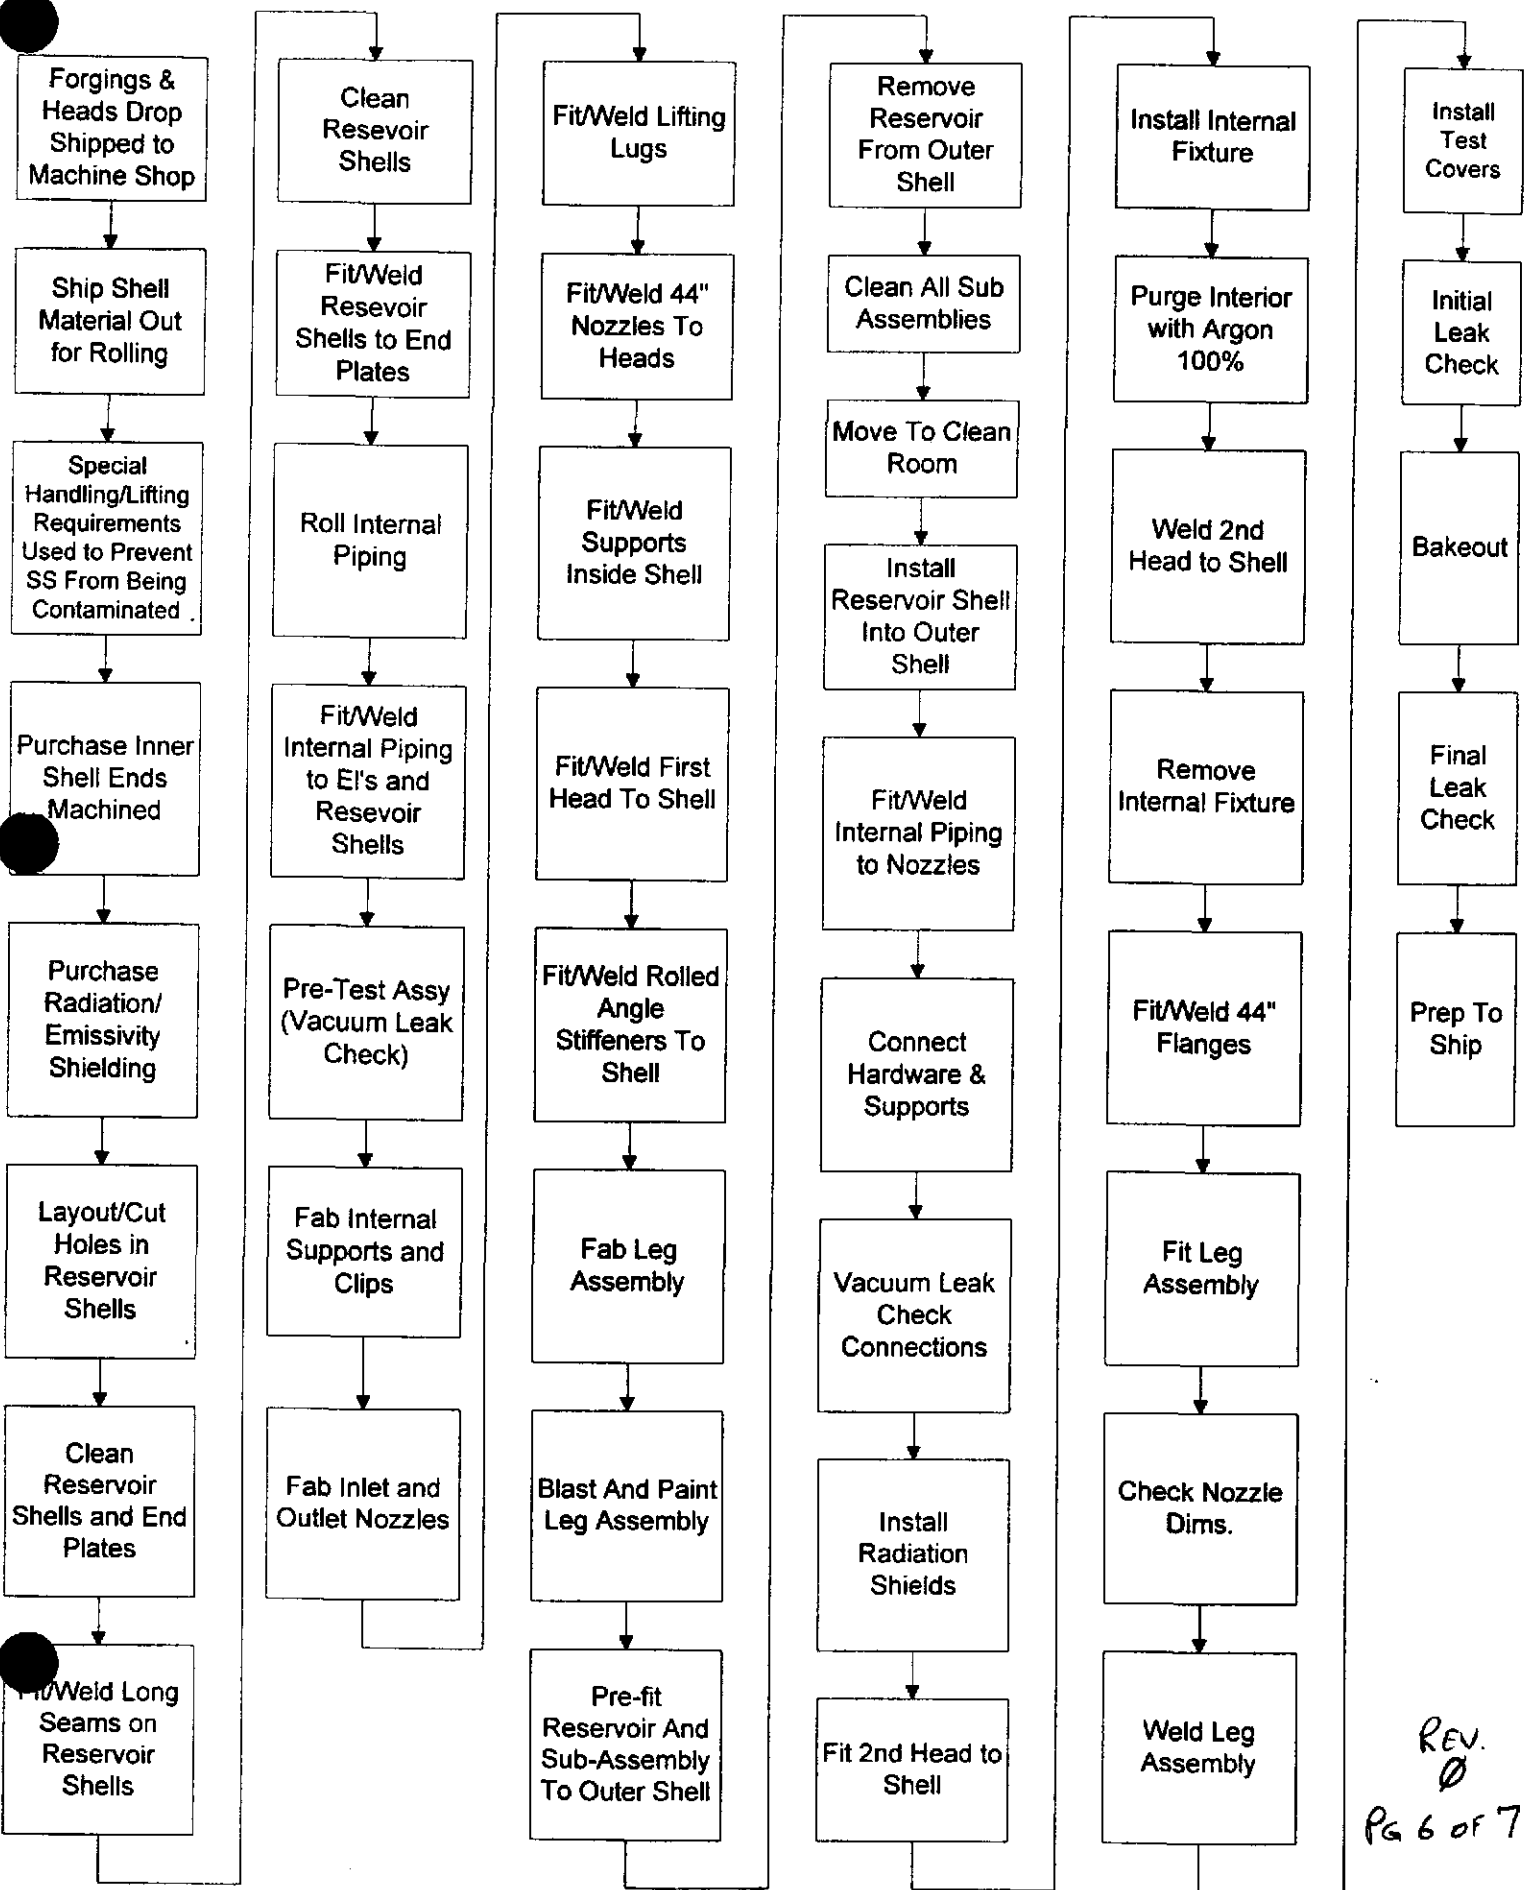 Forgings &
Heads Drop
Shipped to
Machine Shop
Ship Shell
Material Out
for Rolling
Special
Handling/Lifting
Requirements
Used to Prevent
SS From Being
Contaminated .
Purchase Inner
Shell Ends
Machined
Purchase
Radiation/
Emissivity
Shielding
Layout/Cut
Holes in
Reservoir
Shells
Clean
Reservoir
Shells and End
Plates
Fit/Weld Long
Seams on
Reservoir
Shells
Clean
Resevoir
Shells
Fit/Weld
Resevoir
Shells to End
Plates
Roll Internal
Piping
Fit/Weld
Internal Piping
to El's and
Resevoir
Shells
Pre-Test Assy
(Vacuum Leak
Check)
Fab Internal
Supports and
Clips
Fab Inlet and
Outlet Nozzles
Fit/Weld Lifting
Lugs
Fit/Weld 44"
Nozzles To
Heads
Fit/Weld
Supports
Inside Shell
Fit/Weld First
Head To Shell
Fit/Weld Rolled
Angle
Stiffeners To
Shell
Fab Leg
Assembly
Blast And Paint
Leg Assembly
Pre-fit
Reservoir And
Sub-Assembly
To Outer Shell
Remove
Reservoir
From Outer
Shell
Clean All Sub
Assemblies
Move To Clean
Room
Install
Reservoir Shell
Into Outer
Shell
Fit/Weld
Internal Piping
to Nozzles
Connect
Hardware &
Supports
Vacuum Leak
Check
Connections
Install
Radiation
Shields
Fit 2nd Head to
Shell
Install Internal
Fixture
Purge Interior
with Argon
100%
Weld 2nd
Head to Shell
Remove
Internal Fixture
Fit/Weld 44"
Flanges
Fit Leg
Assembly
Check Nozzle
Dims.
Weld Leg
Assembly
Install
Test
Covers
Initial
Leak
Check
Bakeout
Final
Leak
Check
Prep To
Ship
REV.
Ø
PG 6 OF 7